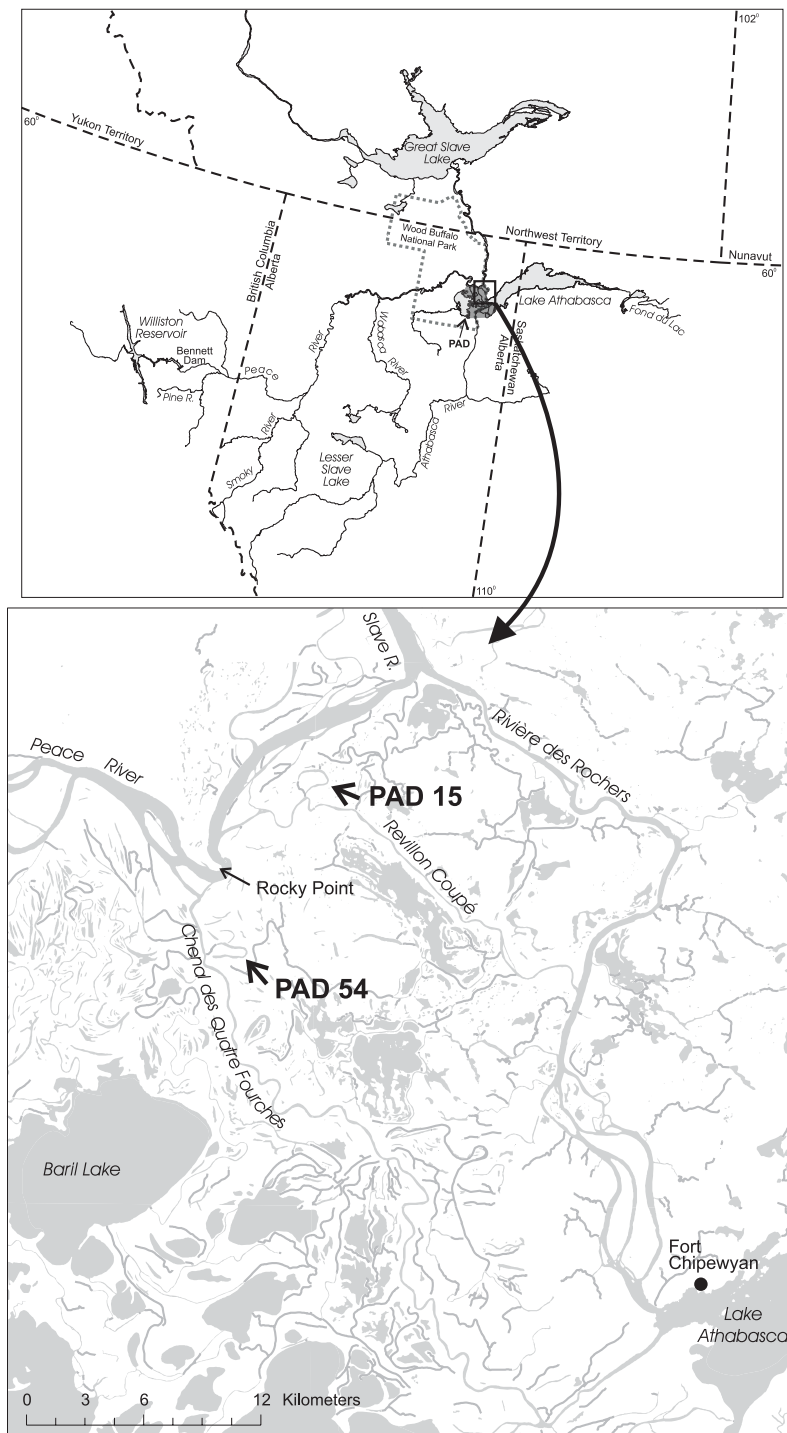 102°
60°
Yukon Territory
Great Slave
Lake
Wood Buffalo
National Park
Northwest Territory
Nunavut
60°
British Columbia
Alberta
Lake Athabasca
Fond du Lac
Williston
Reservoir
Bennett
Dam
Peace
River
Wabasca
River
PAD
Saskatchewan
Alberta
Pine R.
River
Smoky
Lesser
Slave
Lake
Athabasca
River
110°
Slave R.
Peace River
Rivière des Rochers
PAD 15
Revillon Coupé
Rocky Point
Chenal des Quatre Fourches
PAD 54
Baril Lake
Fort
Chipewyan
Lake
Athabasca
0 3 6 12 Kilometers